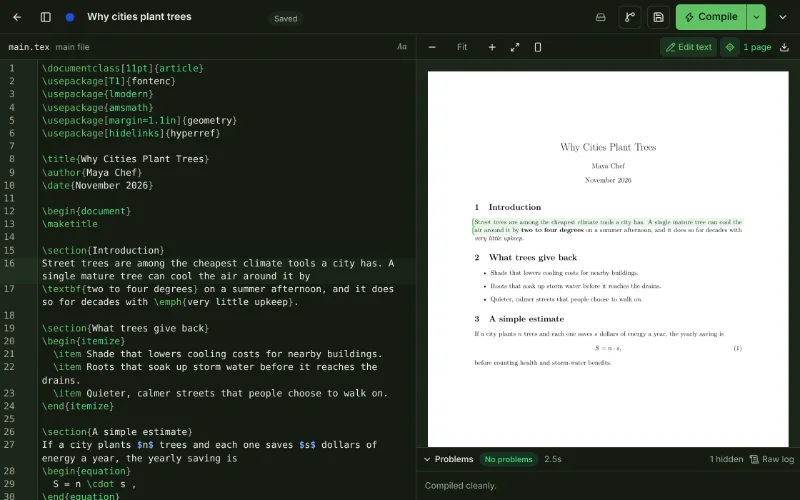 Why cities plant trees
Saved
Compile
main.tex main file
Aa
Fit
Edit text
1 page
1 \documentclass[11pt]{article}
2 \usepackage[T1]{fontenc}
3 \usepackage{lmodern}
4 \usepackage{amsmath}
5 \usepackage[margin=1.1in]{geometry}
6 \usepackage[hidelinks]{hyperref}
7
8 \title{Why Cities Plant Trees}
9 \author{Maya Chef}
10 \date{November 2026}
11
12 \begin{document}
13 \maketitle
14
15 \section{Introduction}
16 Street trees are among the cheapest climate tools a city has. A
single mature tree can cool the air around it by
17 \textbf{two to four degrees} on a summer afternoon, and it does
so for decades with \emph{very little upkeep}.
18
19 \section{What trees give back}
20 \begin{itemize}
21 \item Shade that lowers cooling costs for nearby buildings.
22 \item Roots that soak up storm water before it reaches the
drains.
23 \item Quieter, calmer streets that people choose to walk on.
24 \end{itemize}
25
26 \section{A simple estimate}
27 If a city plants $n$ trees and each one saves $s$ dollars of
energy a year, the yearly saving is
28 \begin{equation}
29 S = n \cdot s ,
30 \end{equation}
Why Cities Plant Trees
Maya Chef
November 2026
1 Introduction
Street trees are among the cheapest climate tools a city has. A single mature tree can cool the
air around it by two to four degrees on a summer afternoon, and it does so for decades with
very little upkeep.
2 What trees give back
• Shade that lowers cooling costs for nearby buildings.
• Roots that soak up storm water before it reaches the drains.
• Quieter, calmer streets that people choose to walk on.
3 A simple estimate
If a city plants n trees and each one saves s dollars of energy a year, the yearly saving is
S = n · s, (1)
before counting health and storm-water benefits.
Problems No problems 2.5s
1 hidden Raw log
Compiled cleanly.